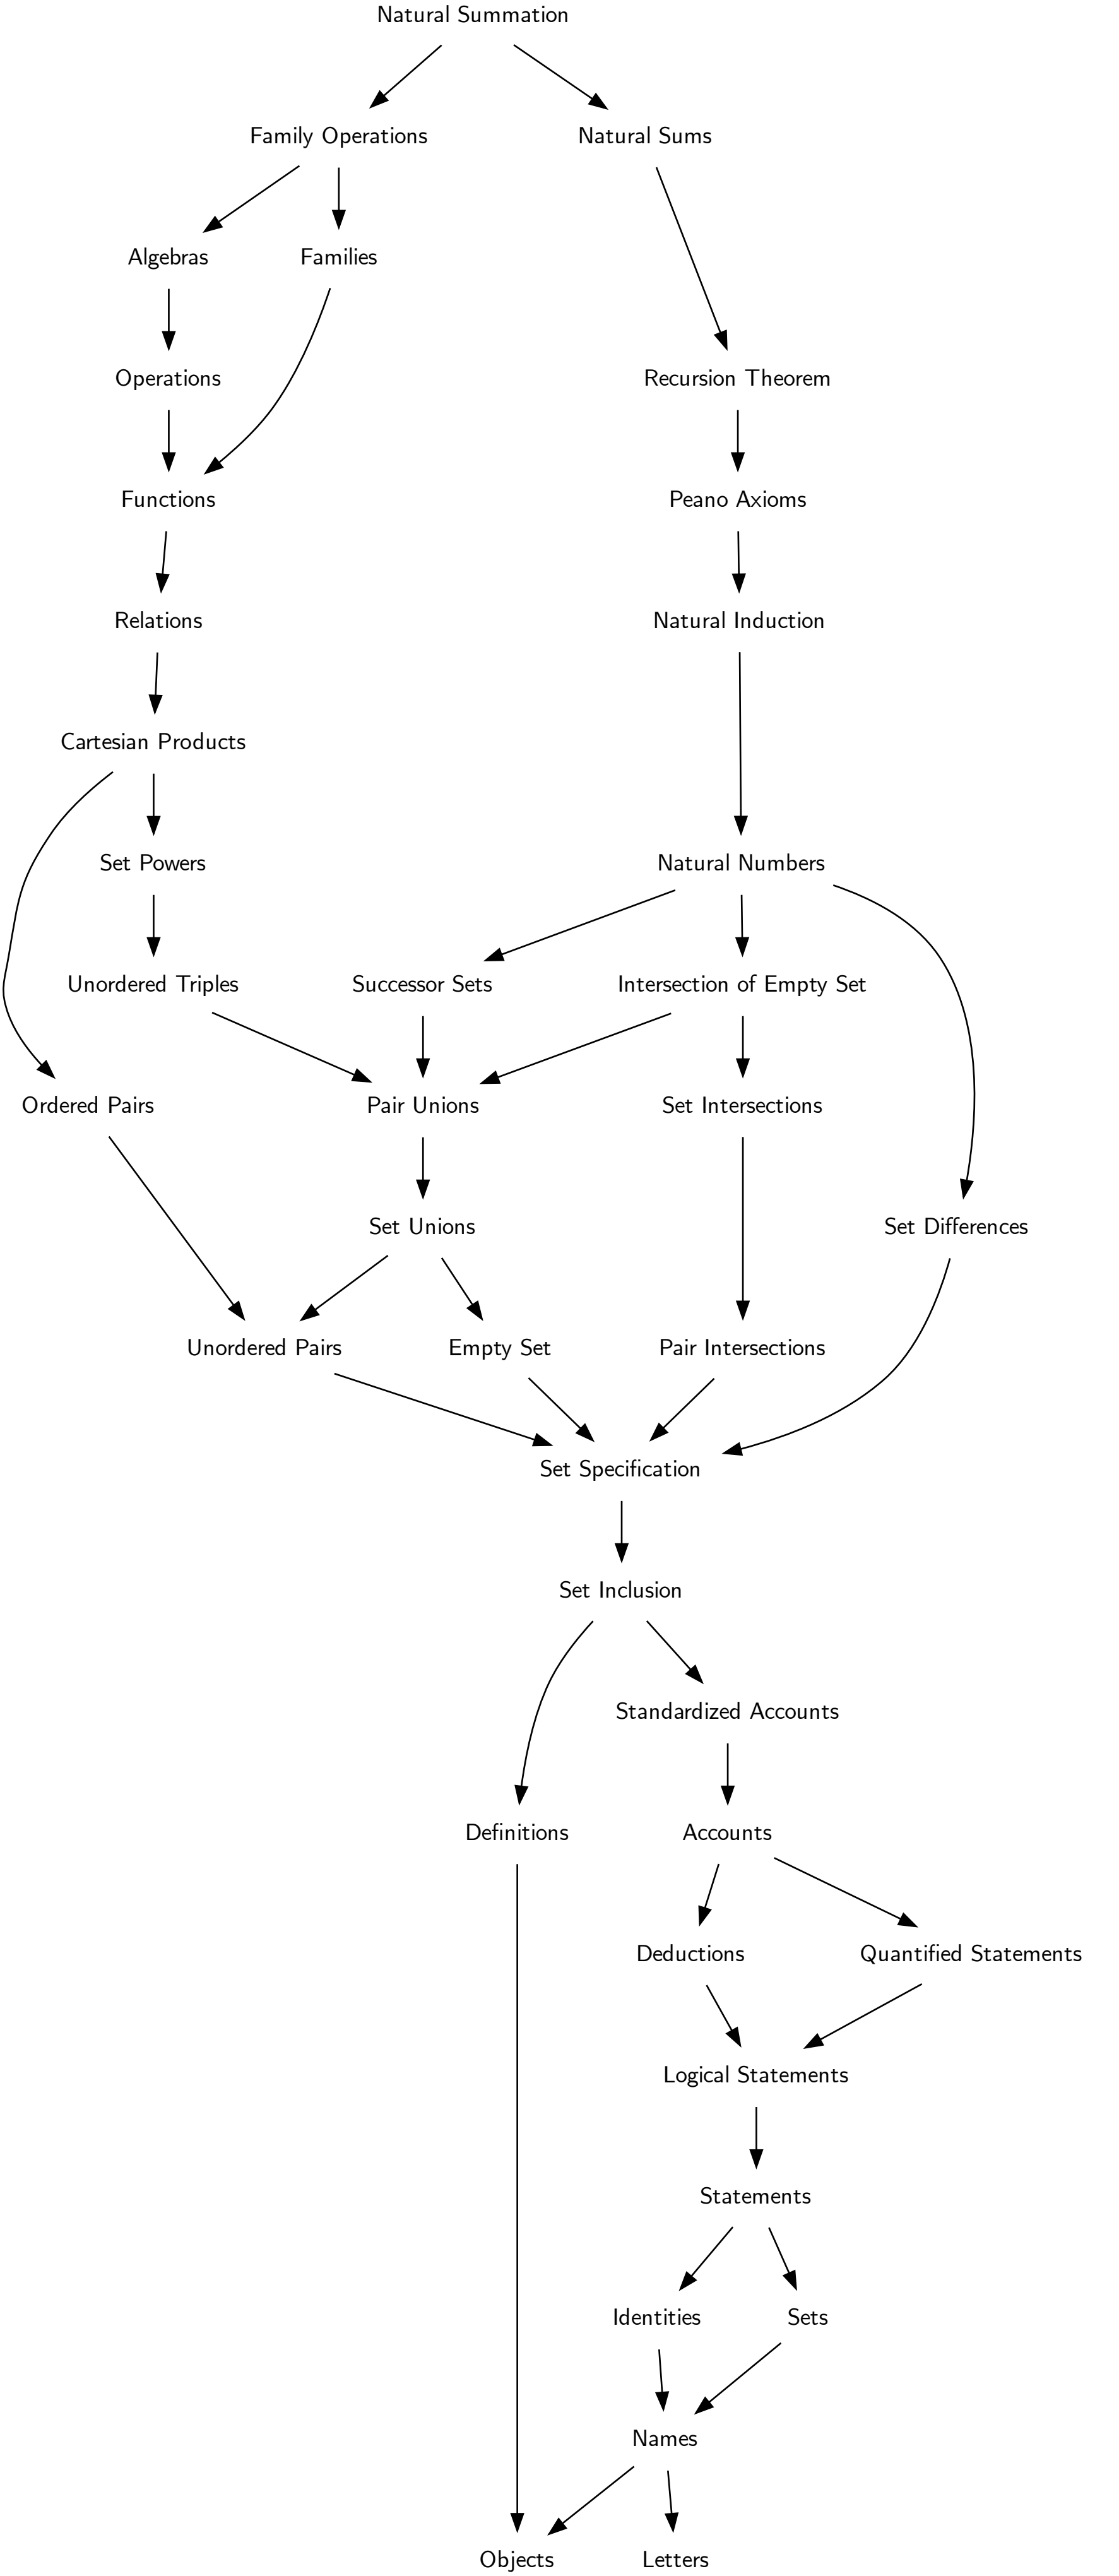 Natural Summation
Family Operations
Natural Sums
Algebras
Families
Operations
Recursion Theorem
Functions
Peano Axioms
Relations
Natural Induction
Cartesian Products
Set Powers
Natural Numbers
Unordered Triples
Successor Sets
Intersection of Empty Set
Ordered Pairs
Pair Unions
Set Intersections
Set Unions
Set Differences
Unordered Pairs
Empty Set
Pair Intersections
Set Specification
Set Inclusion
Standardized Accounts
Definitions
Accounts
Deductions
Quantified Statements
Logical Statements
Statements
Identities
Sets
Names
Objects
Letters